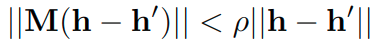 ||M(h − h′)|| < ρ||h − h′||